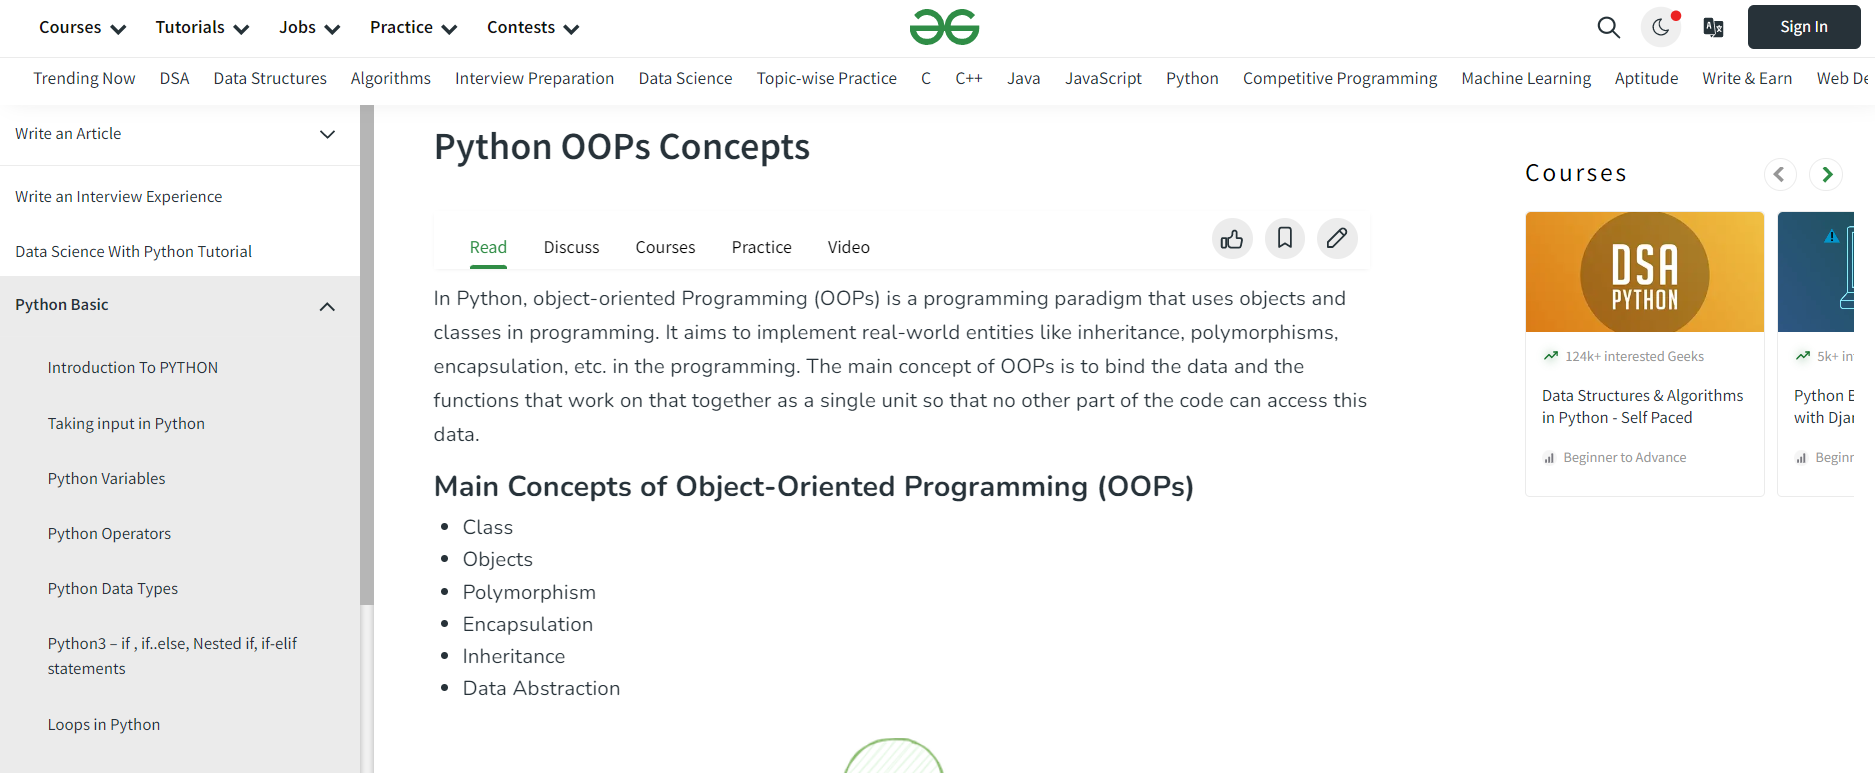 Courses Tutorials Jobs Practice Contests
Sign In
Trending Now DSA Data Structures Algorithms Interview Preparation Data Science Topic-wise Practice C C++ Java JavaScript Python Competitive Programming Machine Learning Aptitude Write & Earn Web De
Write an Article
Write an Interview Experience
Data Science With Python Tutorial
Python Basic
Introduction To PYTHON
Taking input in Python
Python Variables
Python Operators
Python Data Types
Python3 – if , if..else, Nested if, if-elif
statements
Loops in Python
Python OOPs Concepts
Read Discuss Courses Practice Video
In Python, object-oriented Programming (OOPs) is a programming paradigm that uses objects and
classes in programming. It aims to implement real-world entities like inheritance, polymorphisms,
encapsulation, etc. in the programming. The main concept of OOPs is to bind the data and the
functions that work on that together as a single unit so that no other part of the code can access this
data.
Main Concepts of Object-Oriented Programming (OOPs)
Class
Objects
Polymorphism
Encapsulation
Inheritance
Data Abstraction
Courses
DSA
PYTHON
124k+ interested Geeks
Data Structures & Algorithms
in Python - Self Paced
Beginner to Advance
5k+ in
Python
with Djan
Beginn